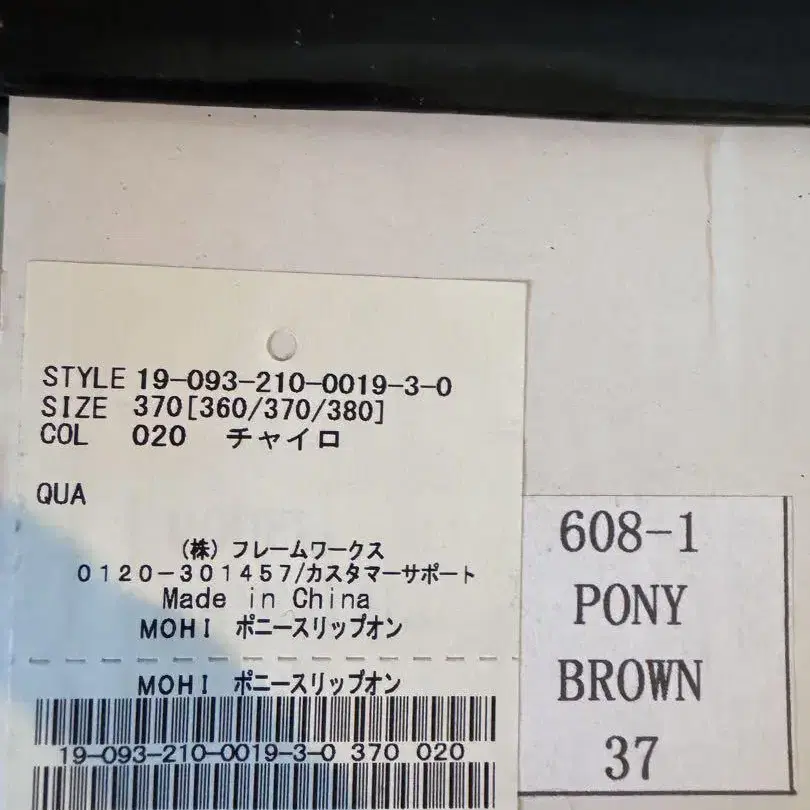 STYLE 19-093-210-0019-3-0
SIZE 370[360/370/380]
COL 020 チャイロ
QUA
(株) フレームワークス
0120-301457/カスタマーサポート
Made in China
MOHI ポニースリップオン
MOHI ポニースリップオン
19-093-210-0019-3-0 370 020
608-1
PONY
BROWN
37